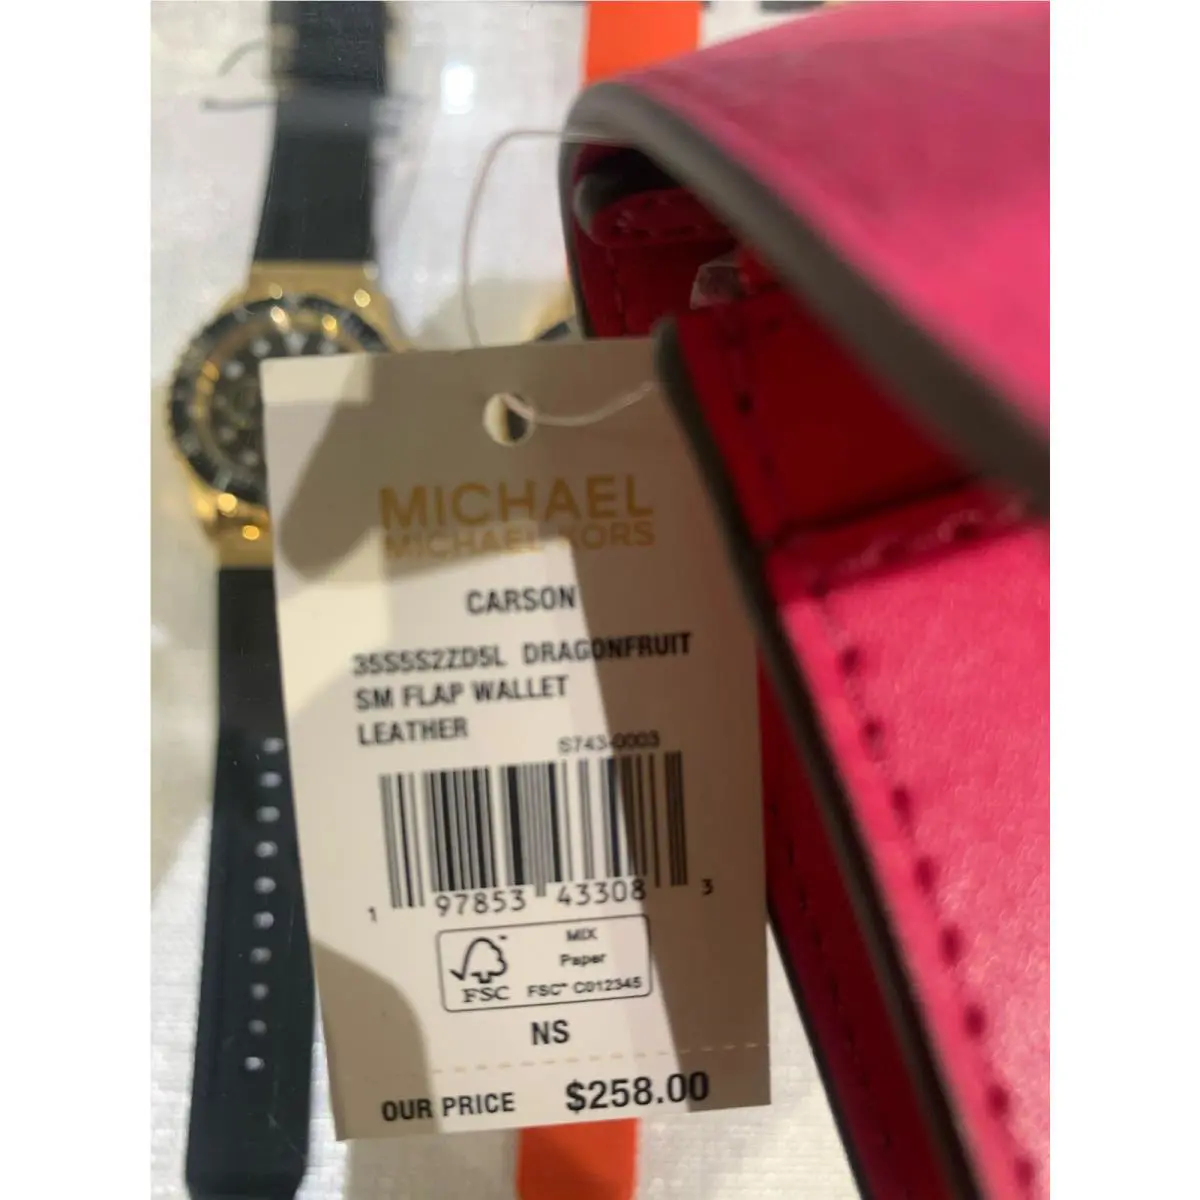 MICHAEL
MICHAEL KORS
CARSON
35S5S2ZD5L DRAGONFRUIT
SM FLAP WALLET
LEATHER
S743-0003
1 97853 43308 3
MIX
Paper
FSC™ C012345
FSC
NS
OUR PRICE $258.00